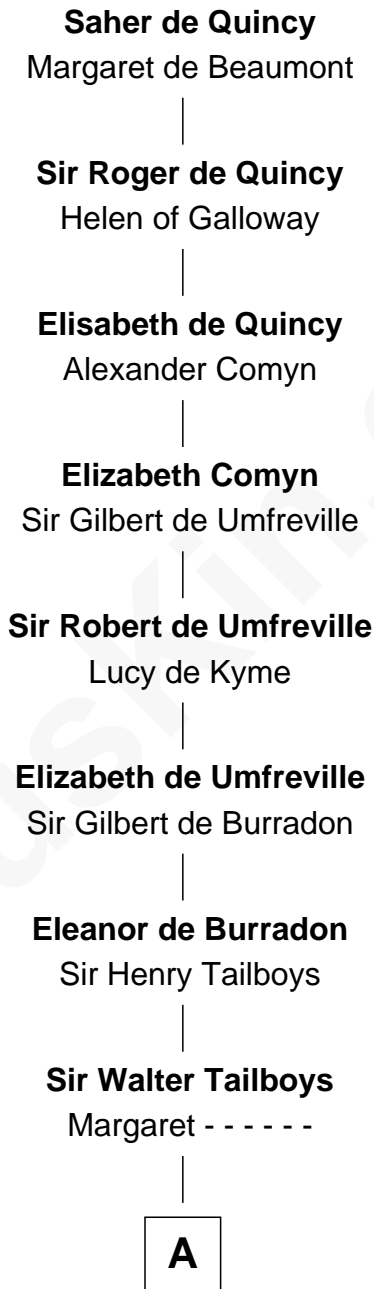 Saher de Quincy
Margaret de Beaumont
Sir Roger de Quincy
Helen of Galloway
Elisabeth de Quincy
Alexander Comyn
Elizabeth Comyn
Sir Gilbert de Umfreville
Sir Robert de Umfreville
Lucy de Kyme
Elizabeth de Umfreville
Sir Gilbert de Burradon
Eleanor de Burradon
Sir Henry Tailboys
Sir Walter Tailboys
Margaret - - - - - -
A